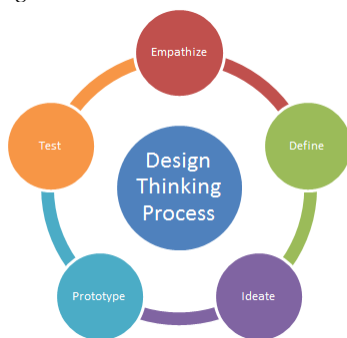 Empathize
Define
Ideate
Prototype
Test
Design
Thinking
Process